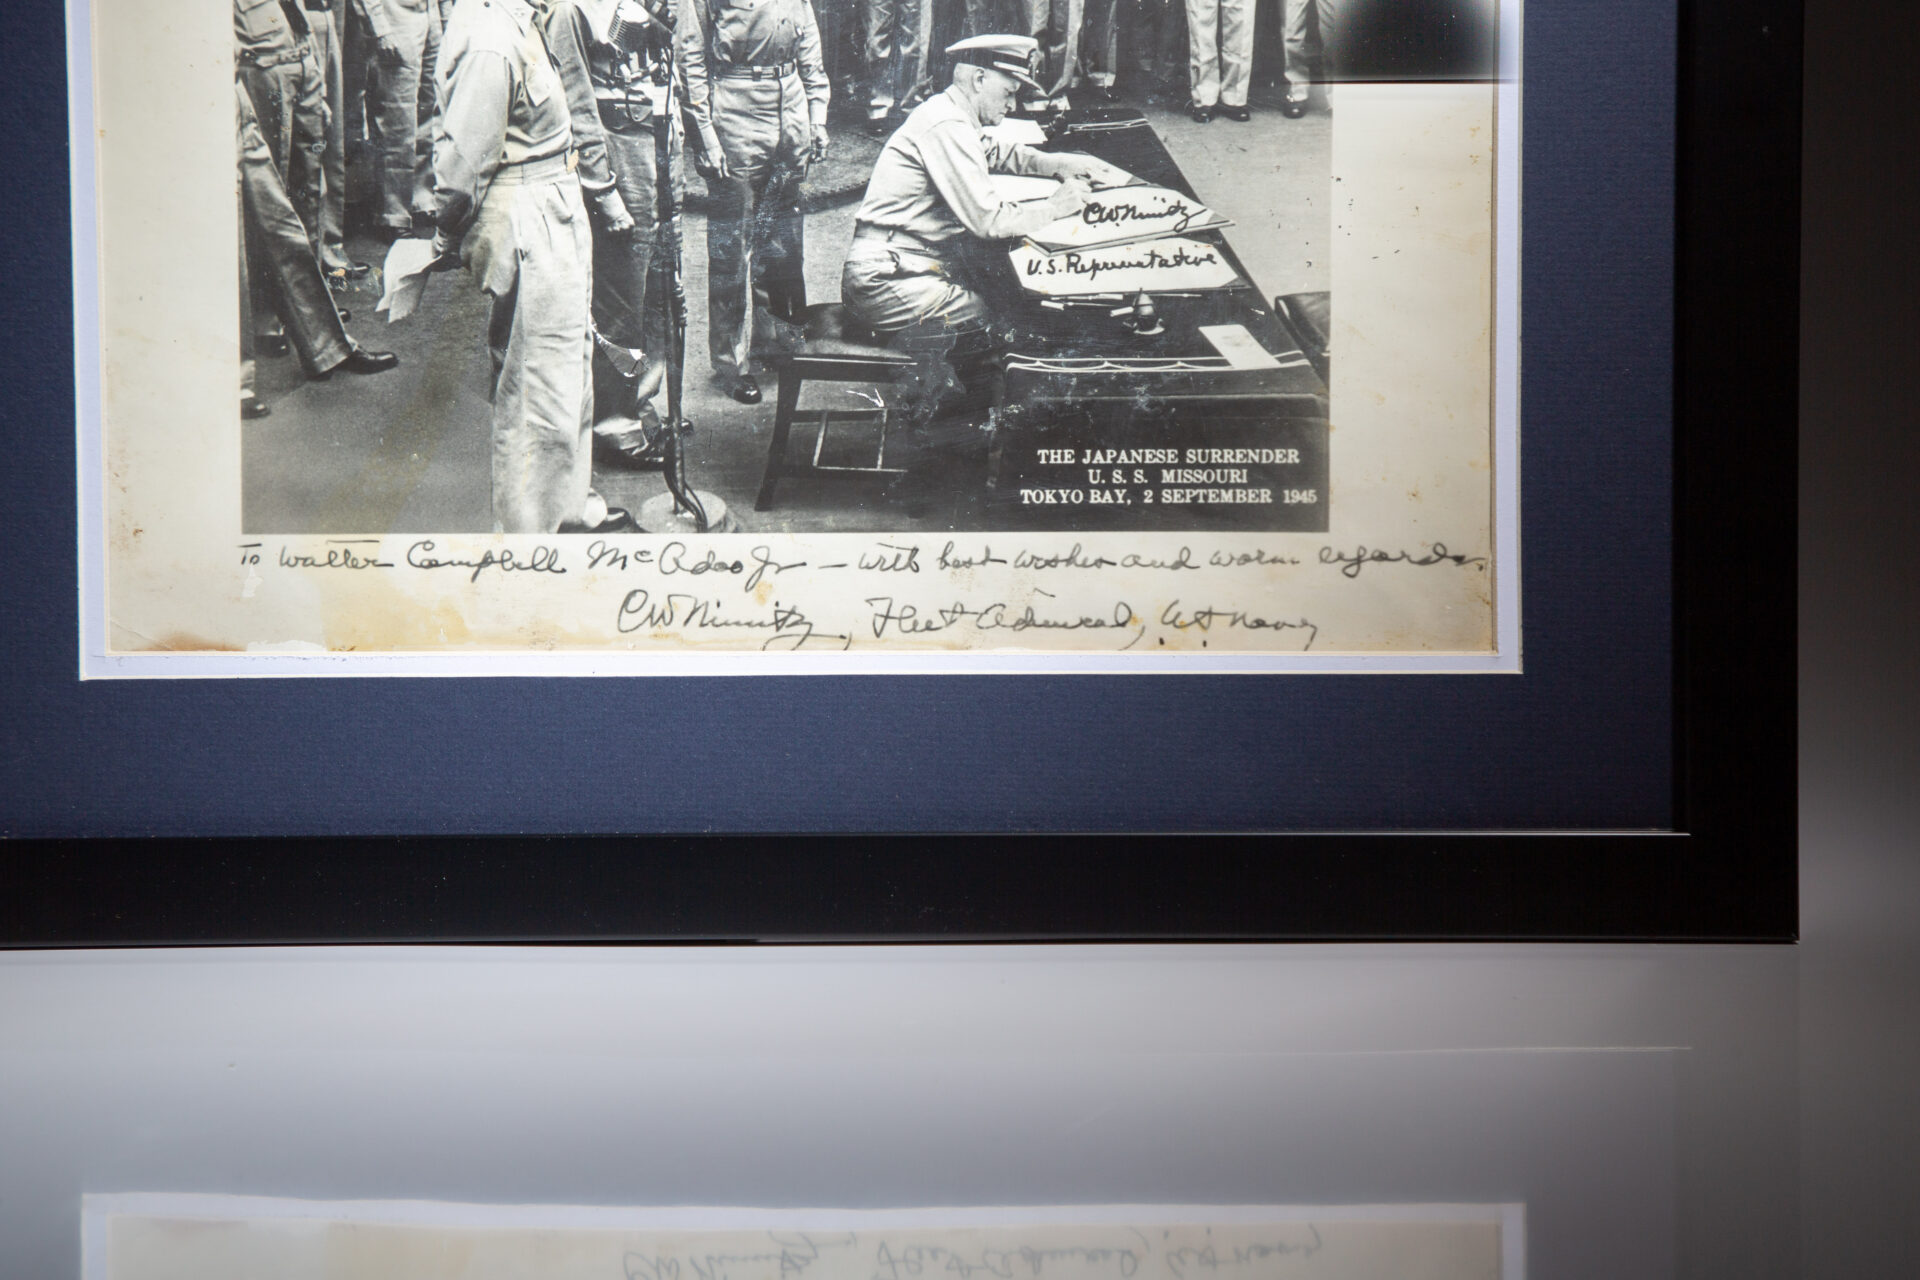 C.W. Nimitz
U.S. Representative
THE JAPANESE SURRENDER
U. S. S. MISSOURI
TOKYO BAY, 2 SEPTEMBER 1945
To Walter Campbell McAdoo Jr — with best wishes and warm regards.
C.W. Nimitz, Fleet Admiral, U.S. Navy